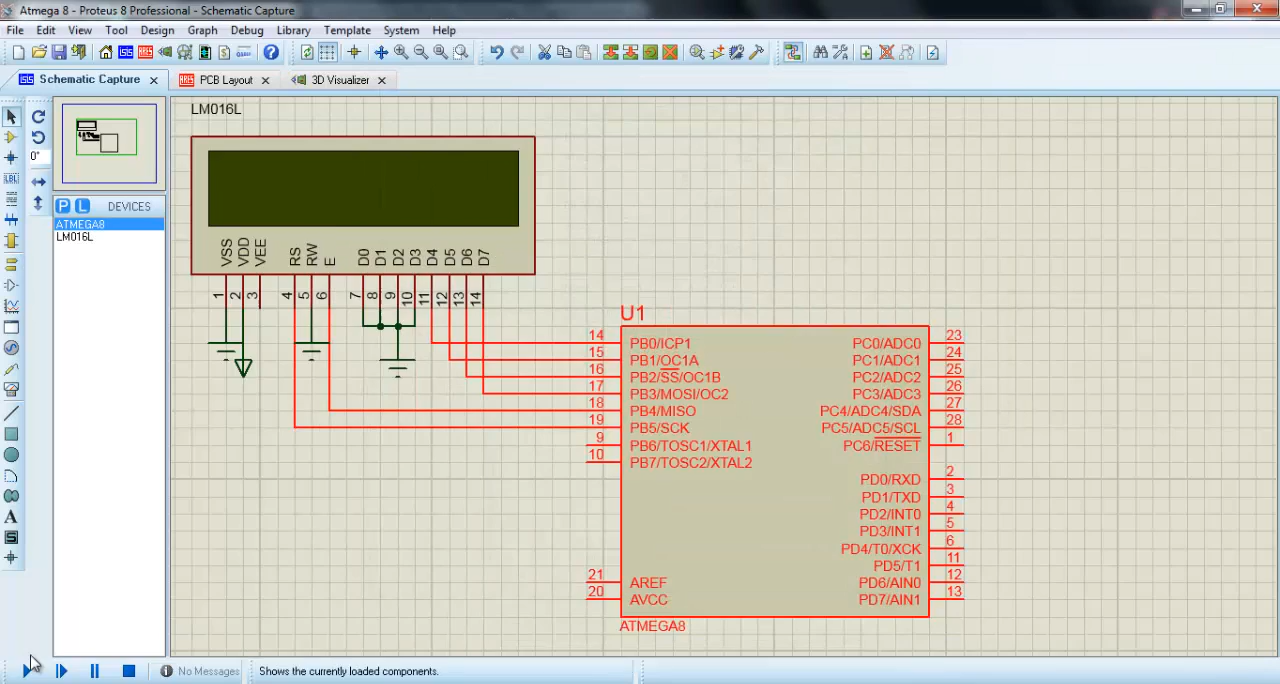 Atmega 8 - Proteus 8 Professional - Schematic Capture
File Edit View Tool Design Graph Debug Library Template System Help
Schematic Capture PCB Layout 3D Visualizer
0°
LBL
A
S
P L DEVICES
ATMEGA8
LM016L
LM016L
VSS VDD VEE RS RW E D0 D1 D2 D3 D4 D5 D6 D7
1 2 3 4 5 6 7 8 9 10 11 12 13 14
U1
14 PB0/ICP1 PC0/ADC0 23
15 PB1/OC1A PC1/ADC1 24
16 PB2/SS/OC1B PC2/ADC2 25
17 PB3/MOSI/OC2 PC3/ADC3 26
18 PB4/MISO PC4/ADC4/SDA 27
19 PB5/SCK PC5/ADC5/SCL 28
9 PB6/TOSC1/XTAL1 PC6/RESET 1
10 PB7/TOSC2/XTAL2
PD0/RXD 2
PD1/TXD 3
PD2/INT0 4
PD3/INT1 5
PD4/T0/XCK 6
PD5/T1 11
21 AREF PD6/AIN0 12
20 AVCC PD7/AIN1 13
ATMEGA8
No Messages Shows the currently loaded components.